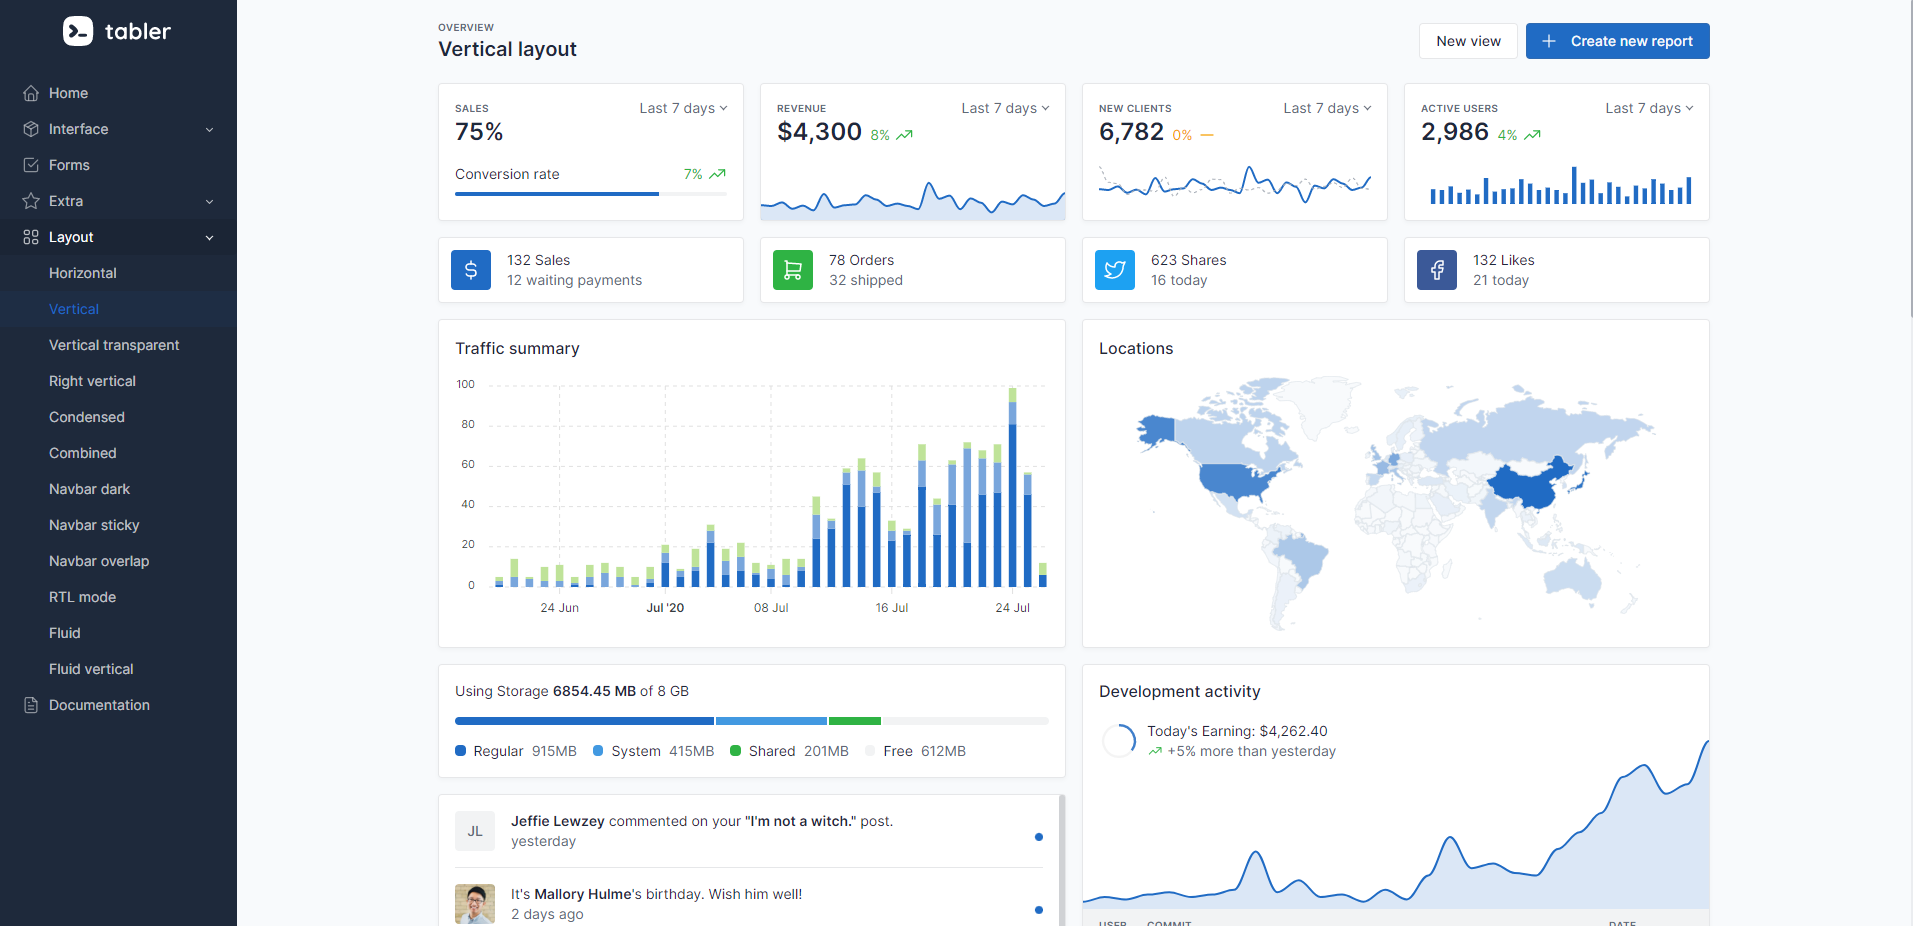 tabler
Home
Interface
Forms
Extra
Layout
Horizontal
Vertical
Vertical transparent
Right vertical
Condensed
Combined
Navbar dark
Navbar sticky
Navbar overlap
RTL mode
Fluid
Fluid vertical
Documentation
OVERVIEW
Vertical layout
New view
Create new report
SALES
Last 7 days
75%
Conversion rate
7%
REVENUE
Last 7 days
$4,300
8%
NEW CLIENTS
Last 7 days
6,782
0%
ACTIVE USERS
Last 7 days
2,986
4%
132 Sales
12 waiting payments
78 Orders
32 shipped
623 Shares
16 today
132 Likes
21 today
Traffic summary
100
80
60
40
20
0
24 Jun
Jul '20
08 Jul
16 Jul
24 Jul
Locations
Using Storage 6854.45 MB of 8 GB
Regular 915MB
System 415MB
Shared 201MB
Free 612MB
Development activity
Today's Earning: $4,262.40
+5% more than yesterday
JL
Jeffie Lewzey commented on your "I'm not a witch." post.
yesterday
It's Mallory Hulme's birthday. Wish him well!
2 days ago
USER
COMMIT
DATE